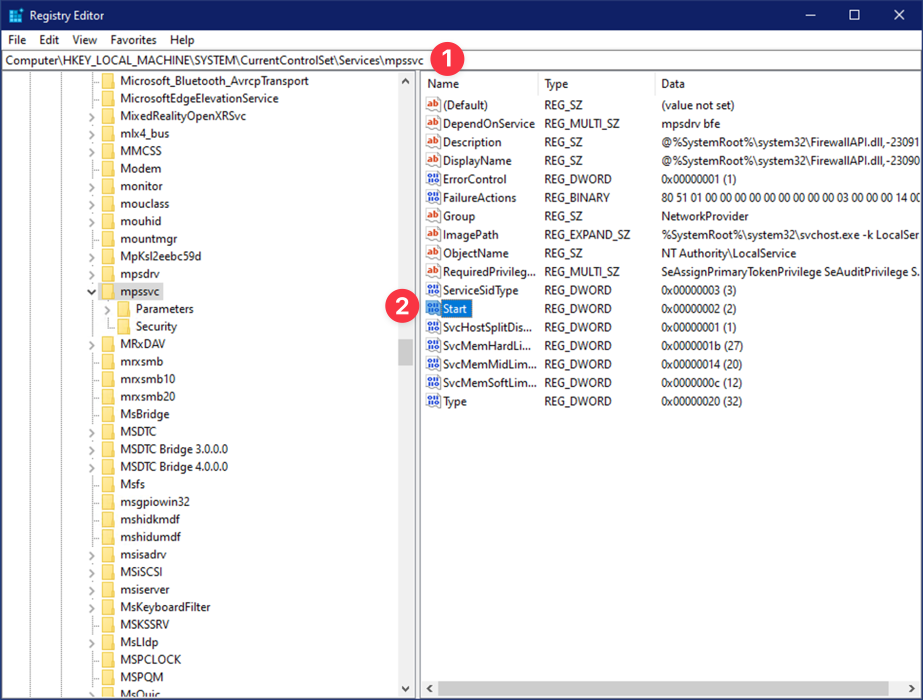 Registry Editor
File Edit View Favorites Help
Computer\HKEY_LOCAL_MACHINE\SYSTEM\CurrentControlSet\Services\mpssvc
1
Microsoft_Bluetooth_AvrcpTransport
MicrosoftEdgeElevationService
MixedRealityOpenXRSvc
mlx4_bus
MMCSS
Modem
monitor
mouclass
mouhid
mountmgr
MpKsl2eebc59d
mpsdrv
mpssvc
Parameters
Security
MRxDAV
mrxsmb
mrxsmb10
mrxsmb20
MsBridge
MSDTC
MSDTC Bridge 3.0.0.0
MSDTC Bridge 4.0.0.0
Msfs
msgpiowin32
mshidkmdf
mshidumdf
msisadrv
MSiSCSI
msiserver
MsKeyboardFilter
MSKSSRV
MsLldp
MSPCLOCK
MSPQM
MsQuic
Name Type Data
(Default) REG_SZ (value not set)
DependOnService REG_MULTI_SZ mpsdrv bfe
Description REG_SZ @%SystemRoot%\system32\FirewallAPI.dll,-23091
DisplayName REG_SZ @%SystemRoot%\system32\FirewallAPI.dll,-23090
ErrorControl REG_DWORD 0x00000001 (1)
FailureActions REG_BINARY 80 51 01 00 00 00 00 00 00 00 00 00 03 00 00 00 14 00
Group REG_SZ NetworkProvider
ImagePath REG_EXPAND_SZ %SystemRoot%\system32\svchost.exe -k LocalSer
ObjectName REG_SZ NT Authority\LocalService
RequiredPrivileg... REG_MULTI_SZ SeAssignPrimaryTokenPrivilege SeAuditPrivilege S
ServiceSidType REG_DWORD 0x00000003 (3)
2
Start REG_DWORD 0x00000002 (2)
SvcHostSplitDis... REG_DWORD 0x00000001 (1)
SvcMemHardLi... REG_DWORD 0x0000001b (27)
SvcMemMidLim... REG_DWORD 0x00000014 (20)
SvcMemSoftLim... REG_DWORD 0x0000000c (12)
Type REG_DWORD 0x00000020 (32)